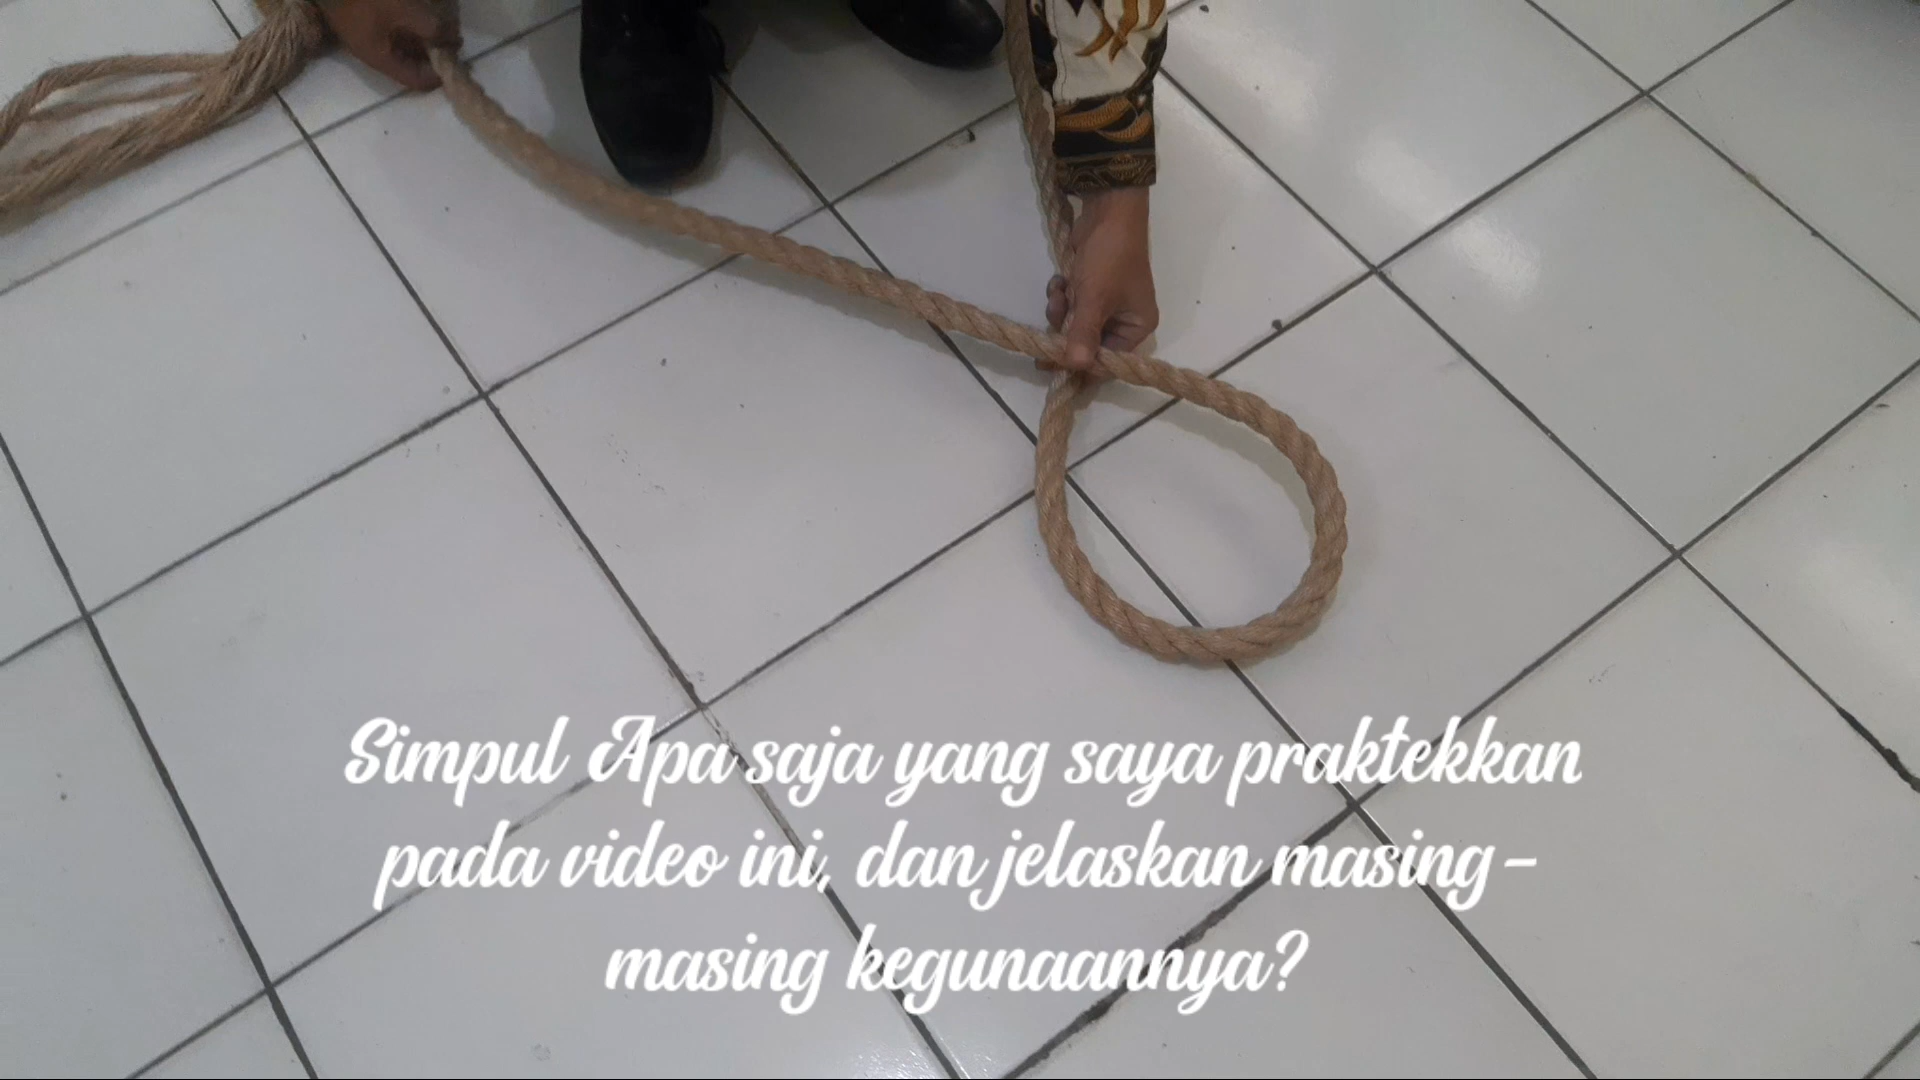 Simpul Apa saja yang saya praktekkan
pada video ini, dan jelaskan masing-
masing kegunaannya?